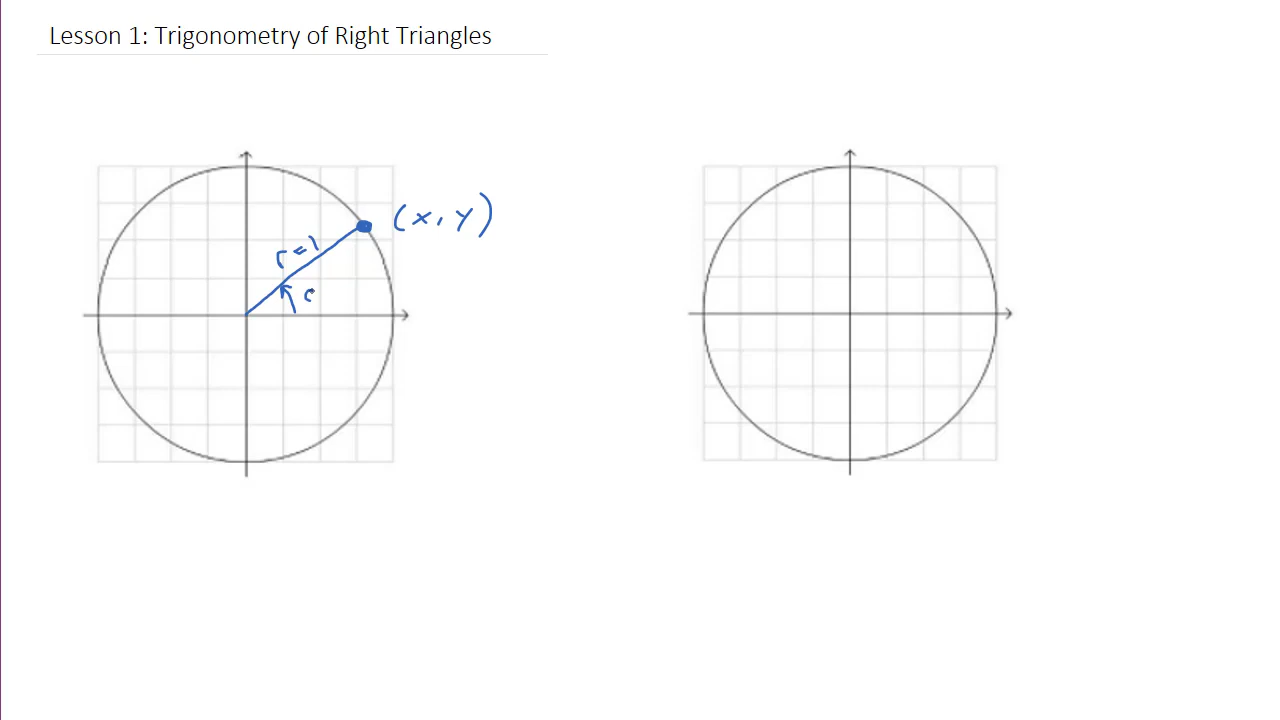 Lesson 1: Trigonometry of Right Triangles
(x, y)
r = 1